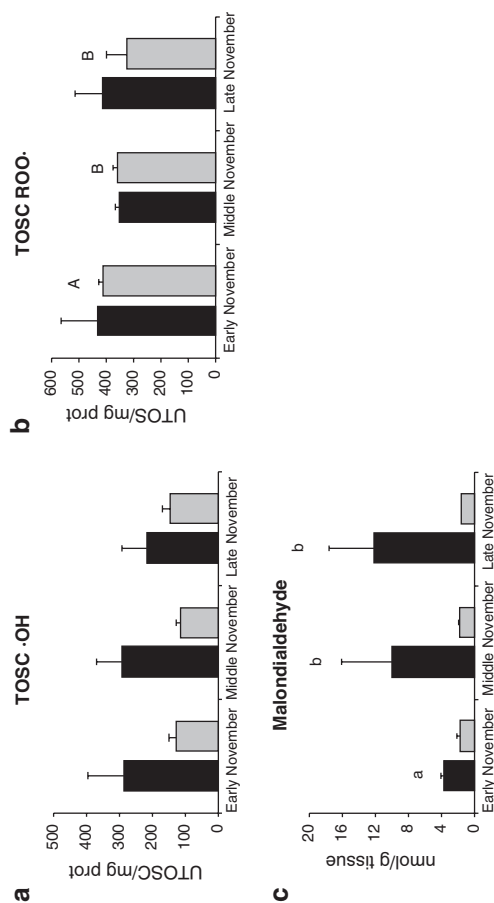 a
TOSC ·OH
UTOSC/mg prot
500
400
300
200
100
0
Early November Middle November Late November
b
TOSC ROO·
UTOS/mg prot
600
500
400
300
200
100
0
A
B
B
Early November Middle November Late November
c
Malondialdehyde
nmol/g tissue
20
16
12
8
4
0
a
b
b
Early November Middle November Late November